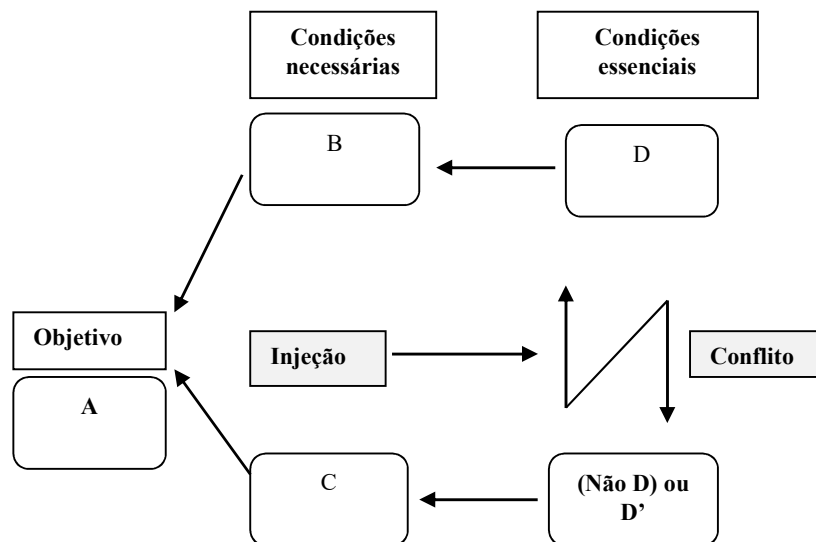 Condições
necessárias
Condições
essenciais
B
D
Objetivo
Injeção
Conflito
A
C
(Não D) ou
D’